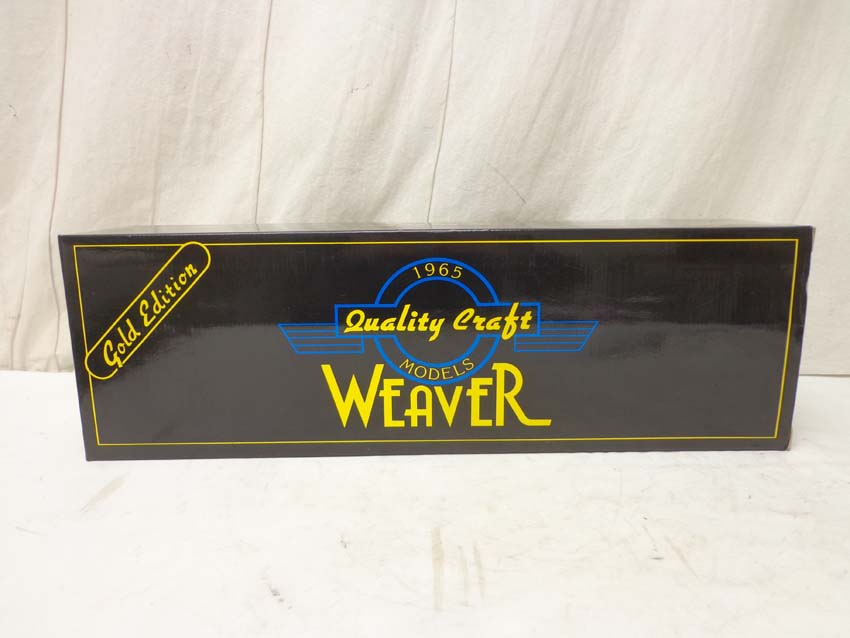 Gold Edition
1965
Quality Craft
MODELS
WEAVER